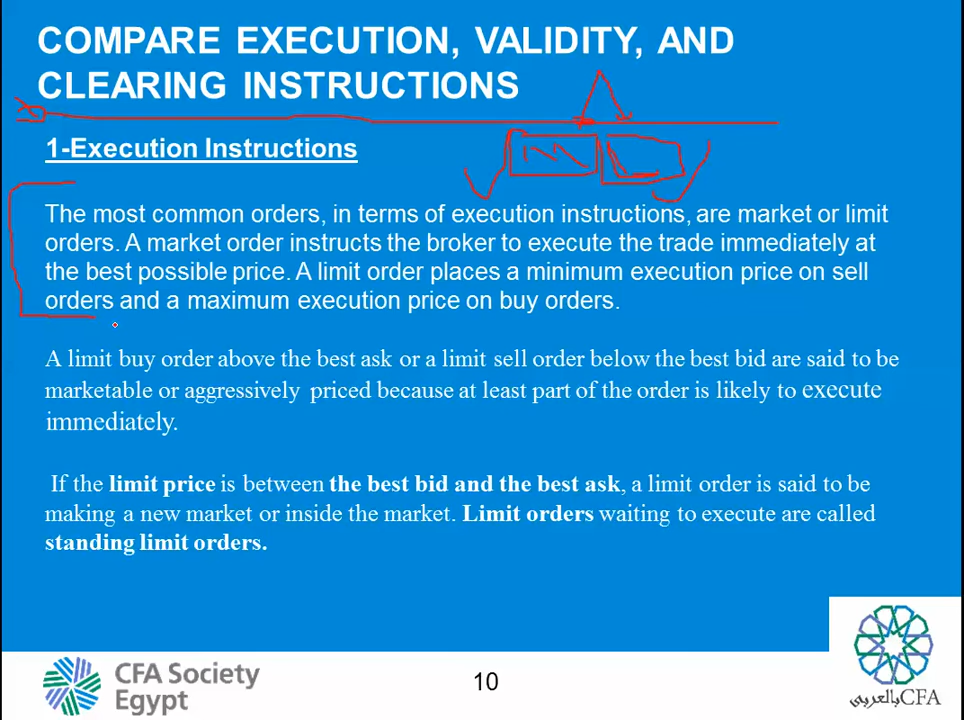 COMPARE EXECUTION, VALIDITY, AND
CLEARING INSTRUCTIONS
1-Execution Instructions
The most common orders, in terms of execution instructions, are market or limit
orders. A market order instructs the broker to execute the trade immediately at
the best possible price. A limit order places a minimum execution price on sell
orders and a maximum execution price on buy orders.
A limit buy order above the best ask or a limit sell order below the best bid are said to be
marketable or aggressively priced because at least part of the order is likely to execute
immediately.
If the limit price is between the best bid and the best ask, a limit order is said to be
making a new market or inside the market. Limit orders waiting to execute are called
standing limit orders.
CFA Society
Egypt
10
CFA بالعربي